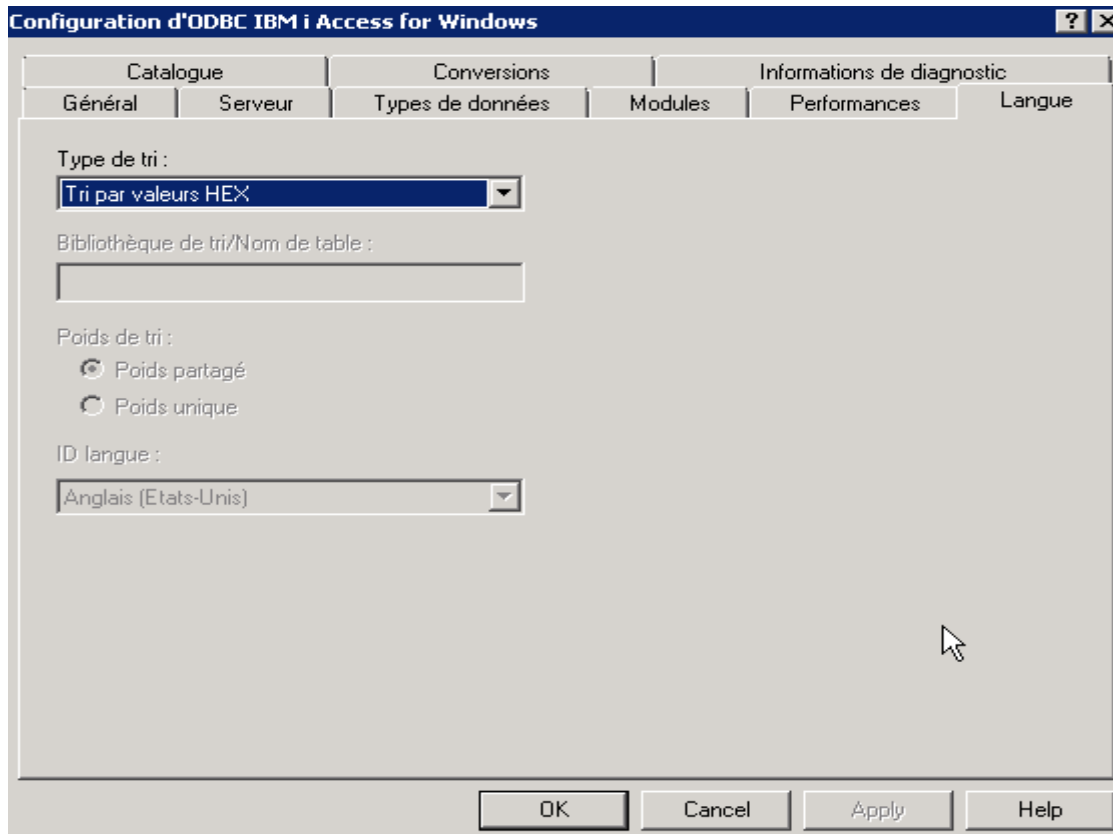 Configuration d'ODBC IBM i Access for Windows
Catalogue Conversions Informations de diagnostic
Général Serveur Types de données Modules Performances Langue
Type de tri :
Tri par valeurs HEX
Bibliothèque de tri/Nom de table :
Poids de tri :
Poids partagé
Poids unique
ID langue :
Anglais (Etats-Unis)
OK Cancel Apply Help